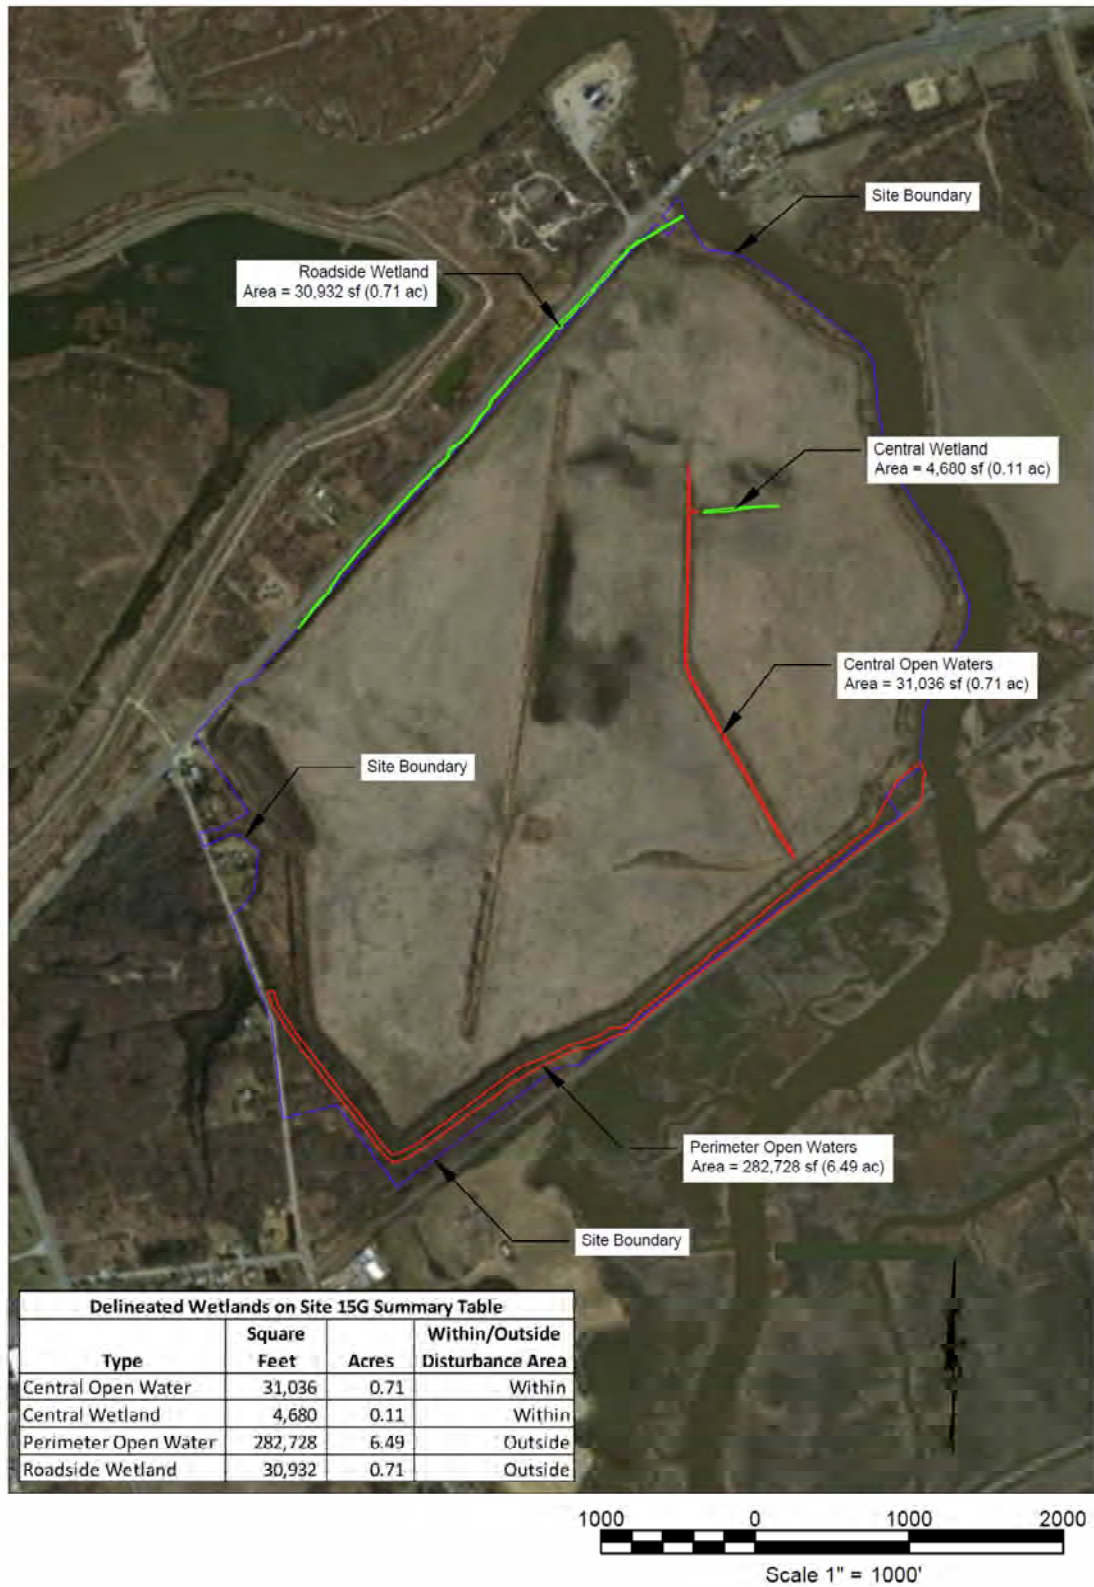 Site Boundary
Roadside Wetland
Area = 30,932 sf (0.71 ac)
Central Wetland
Area = 4,680 sf (0.11 ac)
Central Open Waters
Area = 31,036 sf (0.71 ac)
Site Boundary
Perimeter Open Waters
Area = 282,728 sf (6.49 ac)
Site Boundary
Delineated Wetlands on Site 15G Summary Table
Type Square Feet Acres Within/Outside Disturbance Area
Central Open Water 31,036 0.71 Within
Central Wetland 4,680 0.11 Within
Perimeter Open Water 282,728 6.49 Outside
Roadside Wetland 30,932 0.71 Outside
1000 0 1000 2000
Scale 1" = 1000'